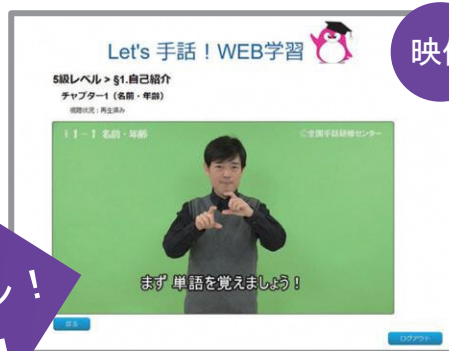 Let's 手話！WEB学習
映
5級レベル > §1.自己紹介
チャプター1（名前・年齢）
視聴状況：再生済み
§1－1 名前・年齢
©全国手話研修センター
まず 単語を覚えましょう！
！
戻る
ログアウト